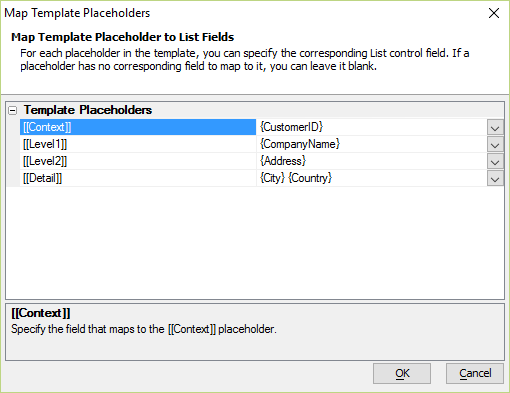 Map Template Placeholders
Map Template Placeholder to List Fields
For each placeholder in the template, you can specify the corresponding List control field. If a
placeholder has no corresponding field to map to it, you can leave it blank.
Template Placeholders
[[Context]] {CustomerID}
[[Level1]] {CompanyName}
[[Level2]] {Address}
[[Detail]] {City} {Country}
[[Context]]
Specify the field that maps to the [[Context]] placeholder.
OK Cancel